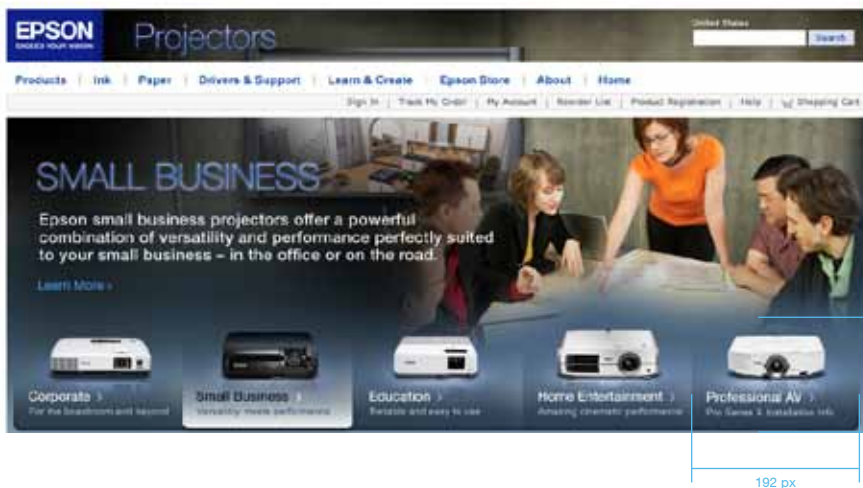 EPSON
EXCEED YOUR VISION
Projectors
United States
Search
Products | Ink | Paper | Drivers & Support | Learn & Create | Epson Store | About | Home
Sign In | Track My Order | My Account | Reorder List | Product Registration | Help | Shopping Cart
SMALL BUSINESS
Epson small business projectors offer a powerful
combination of versatility and performance perfectly suited
to your small business – in the office or on the road.
Learn More ›
Corporate ›
For the boardroom and beyond
Small Business ›
Versatility meets performance
Education ›
Reliable and easy to use
Home Entertainment ›
Amazing cinematic performance
Professional AV ›
Pro Series & Installation Info
192 px